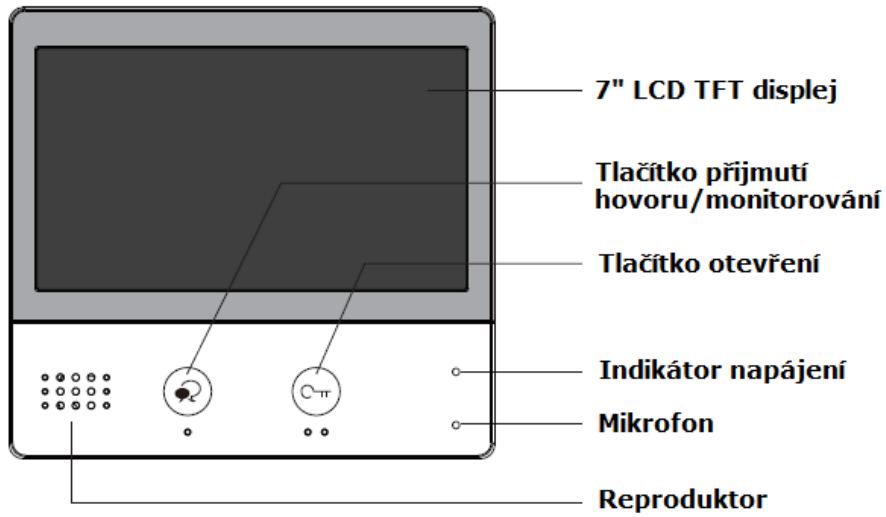 7" LCD TFT displej
Tlačítko přijmutí
hovoru/monitorování
Tlačítko otevření
Indikátor napájení
Mikrofon
Reproduktor